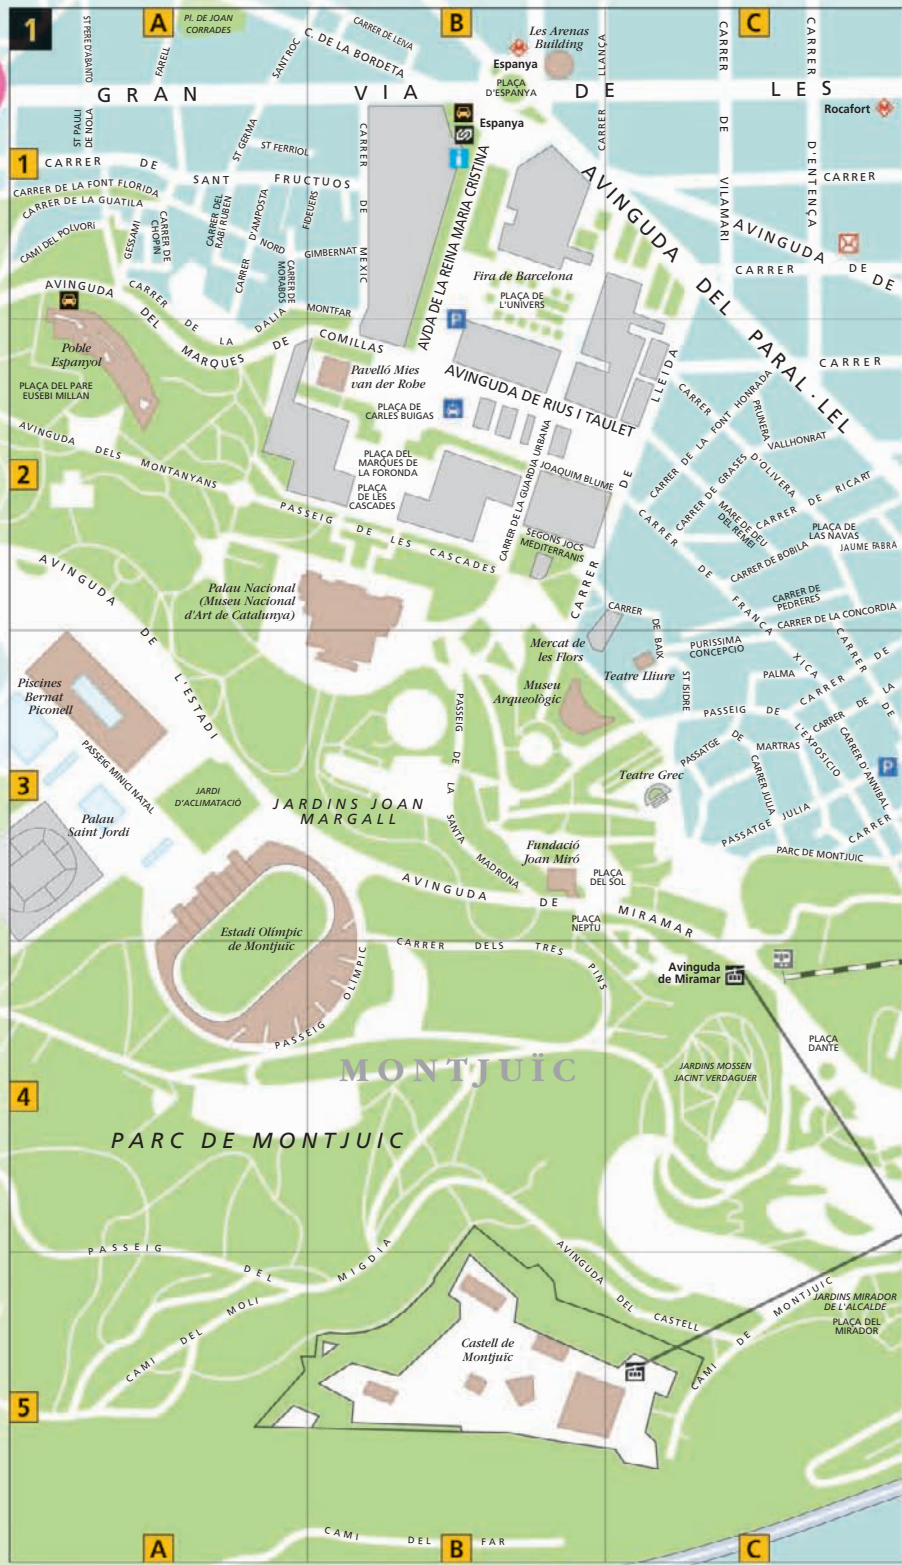 1
A
B
C
PL. DE JOAN
CORRADES
ST PERE D'ABANTO
FARELL
SANT ROC
CARRER DE LEIVA
C. DE LA BORDETA
Les Arenas
Building
Espanya
PLAÇA
D'ESPANYA
LLANÇA
CARRER
CARRER DE VILAMARI
CARRER D'ENTENÇA
GRAN VIA DE LES
Rocafort
Espanya
ST PAULI
DE NOLA
ST GERMA
ST FERRIOL
CARRER DE MEXIC
1
CARRER DE SANT FRUCTUOS
CARRER DE LA FONT FLORIDA
CARRER DE LA GUATILA
CAMI DEL POLVORI
GESSAMI
CARRER DE
CHOPIN
CARRER DEL
RABI RUBEN
CARRER D'AMPOSTA
NORD
FIDEUERS
GIMBERNAT
CARRER DE
MORABOS
MONTFAR
CARRER DE LA DALIA
AVDA DE LA REINA MARIA CRISTINA
AVINGUDA DEL PARAL.LEL
CARRER
AVINGUDA DE
CARRER DE
Fira de Barcelona
PLAÇA DE
L'UNIVERS
AVINGUDA DEL MARQUES DE COMILLAS
Poble
Espanyol
PLAÇA DEL PARE
EUSEBI MILLAN
Pavelló Mies
van der Rohe
AVINGUDA DE RIUS I TAULET
CARRER DE LLEIDA
CARRER
PLAÇA DE
CARLES BUIGAS
PLAÇA DEL
MARQUES DE
LA FORONDA
PLAÇA
DE LES
CASCADES
CARRER DE LA GUARDIA URBANA
JOAQUIM BLUME
SEGONS JOCS
MEDITERRANIS
CARRER DE LA FONT HONRADA
PRUNERA
VALLHONRAT
CARRER DE GRASES
D'OLIVERA
MARE DE DEU
DEL REMEI
CARRER DE RICART
PLAÇA DE
LAS NAVAS
JAUME FABRA
CARRER DE BOBILA
CARRER DE
PEDRERES
CARRER DE LA CONCORDIA
CARRER DE FRANÇA XICA
2
AVINGUDA DELS MONTANYANS
PASSEIG DE LES CASCADES
AVINGUDA DE L'ESTADI
Palau Nacional
(Museu Nacional
d'Art de Catalunya)
Mercat de
les Flors
CARRER DE BAIX
Teatre Lliure
PURISSIMA
CONCEPCIO
ST ISIDRE
PALMA
PASSEIG DE
CARRER DE
CARRER DE LA
CARRER DE
L'EXPOSICIO
CARRER D'ANNIBAL
PASSATGE DE MARTRAS
CARRER JULIA
PASSATGE JULIA
CARRER
PARC DE MONTJUIC
Museu
Arqueològic
Piscines
Bernat
Piconell
PASSEIG MINICI NATAL
3
Palau
Saint Jordi
JARDI
D'ACLIMATACIÓ
JARDINS JOAN
MARGALL
PASSEIG DE LA SANTA MADRONA
Teatre Grec
Fundació
Joan Miró
PLAÇA
DEL SOL
PLAÇA
NEPTU
AVINGUDA DE MIRAMAR
Estadi Olímpic
de Montjuïc
PASSEIG OLIMPIC
CARRER DELS TRES PINS
Avinguda
de Miramar
MONTJUÏC
JARDINS MOSSEN
JACINT VERDAGUER
PLAÇA
DANTE
4
PARC DE MONTJUIC
PASSEIG DEL MIGDIA
CAMI DEL MOLI
AVINGUDA DEL CASTELL
CAMI DE MONTJUIC
JARDINS MIRADOR
DE L'ALCALDE
PLAÇA DEL
MIRADOR
Castell de
Montjuïc
5
CAMI DEL FAR
A
B
C